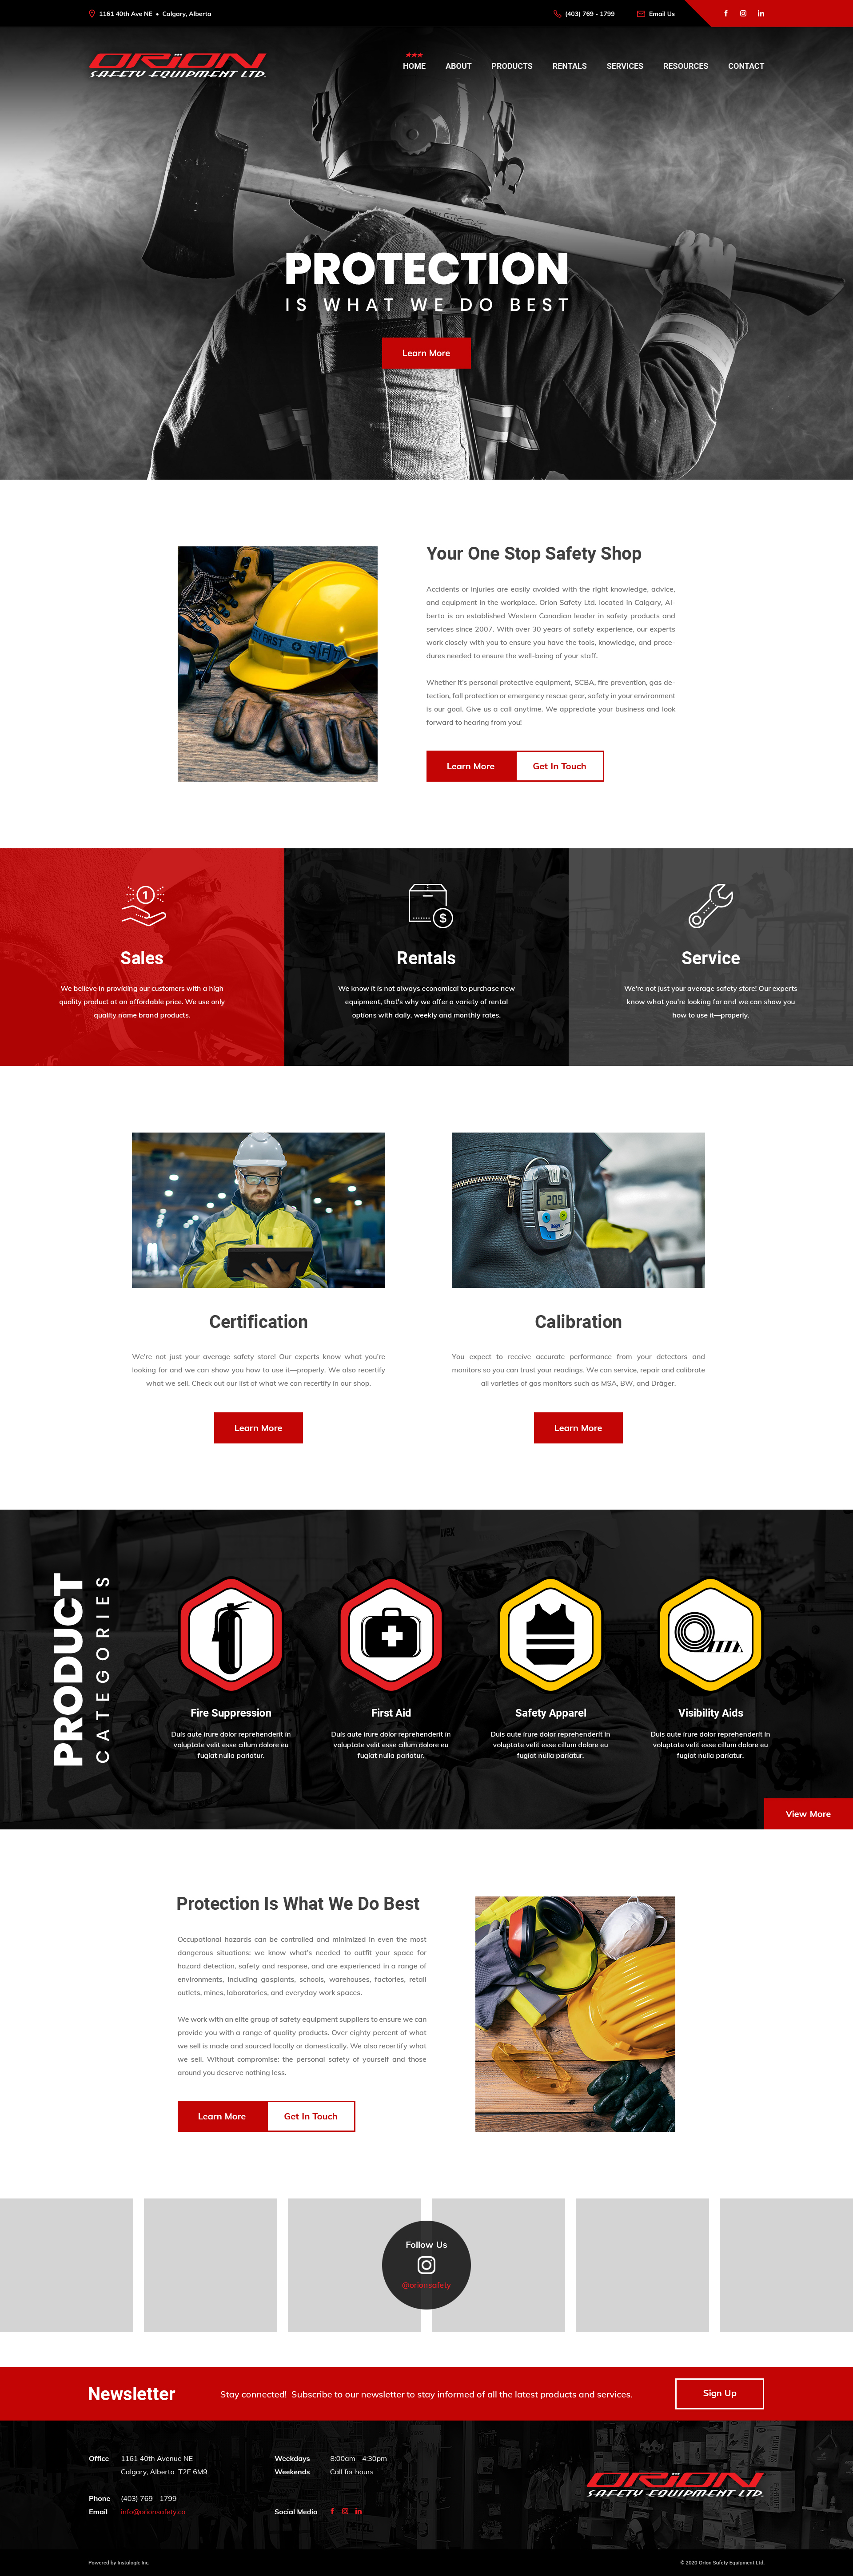 1161 40th Ave NE • Calgary, Alberta
(403) 769 - 1799
Email Us
ORION
SAFETY EQUIPMENT LTD.
HOME
ABOUT
PRODUCTS
RENTALS
SERVICES
RESOURCES
CONTACT
PROTECTION
IS WHAT WE DO BEST
Learn More
SAFETY FIRST
Your One Stop Safety Shop
Accidents or injuries are easily avoided with the right knowledge, advice,
and equipment in the workplace. Orion Safety Ltd. located in Calgary, Al-
berta is an established Western Canadian leader in safety products and
services since 2007. With over 30 years of safety experience, our experts
work closely with you to ensure you have the tools, knowledge, and proce-
dures needed to ensure the well-being of your staff.
Whether it's personal protective equipment, SCBA, fire prevention, gas de-
tection, fall protection or emergency rescue gear, safety in your environment
is our goal. Give us a call anytime. We appreciate your business and look
forward to hearing from you!
Learn More
Get In Touch
Sales
We believe in providing our customers with a high
quality product at an affordable price. We use only
quality name brand products.
Rentals
We know it is not always economical to purchase new
equipment, that's why we offer a variety of rental
options with daily, weekly and monthly rates.
Service
We're not just your average safety store! Our experts
know what you're looking for and we can show you
how to use it—properly.
209
Certification
We're not just your average safety store! Our experts know what you're
looking for and we can show you how to use it—properly. We also recertify
what we sell. Check out our list of what we can recertify in our shop.
Learn More
Calibration
You expect to receive accurate performance from your detectors and
monitors so you can trust your readings. We can service, repair and calibrate
all varieties of gas monitors such as MSA, BW, and Dräger.
Learn More
PRODUCT
CATEGORIES
Fire Suppression
Duis aute irure dolor reprehenderit in
voluptate velit esse cillum dolore eu
fugiat nulla pariatur.
First Aid
Duis aute irure dolor reprehenderit in
voluptate velit esse cillum dolore eu
fugiat nulla pariatur.
Safety Apparel
Duis aute irure dolor reprehenderit in
voluptate velit esse cillum dolore eu
fugiat nulla pariatur.
Visibility Aids
Duis aute irure dolor reprehenderit in
voluptate velit esse cillum dolore eu
fugiat nulla pariatur.
View More
Protection Is What We Do Best
Occupational hazards can be controlled and minimized in even the most
dangerous situations: we know what's needed to outfit your space for
hazard detection, safety and response, and are experienced in a range of
environments, including gasplants, schools, warehouses, factories, retail
outlets, mines, laboratories, and everyday work spaces.
We work with an elite group of safety equipment suppliers to ensure we can
provide you with a range of quality products. Over eighty percent of what
we sell is made and sourced locally or domestically. We also recertify what
we sell. Without compromise: the personal safety of yourself and those
around you deserve nothing less.
Learn More
Get In Touch
Follow Us
@orionsafety
Newsletter
Stay connected! Subscribe to our newsletter to stay informed of all the latest products and services.
Sign Up
Office 1161 40th Avenue NE
Calgary, Alberta T2E 6M9
Phone (403) 769 - 1799
Email info@orionsafety.ca
Weekdays 8:00am - 4:30pm
Weekends Call for hours
Social Media
ORION
SAFETY EQUIPMENT LTD.
Powered by Instalogic Inc.
© 2020 Orion Safety Equipment Ltd.